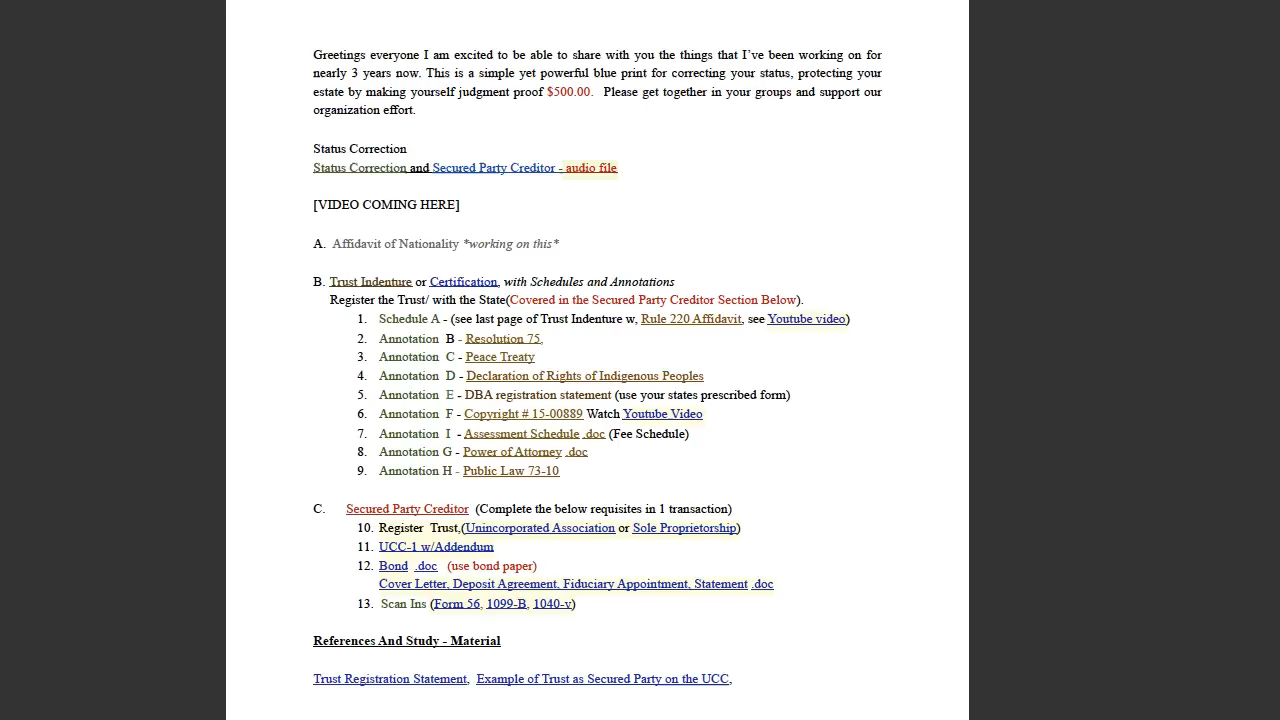 Greetings everyone I am excited to be able to share with you the things that I've been working on for
nearly 3 years now. This is a simple yet powerful blue print for correcting your status, protecting your
estate by making yourself judgment proof $500.00. Please get together in your groups and support our
organization effort.
Status Correction
Status Correction and Secured Party Creditor - audio file
[VIDEO COMING HERE]
A. Affidavit of Nationality *working on this*
B. Trust Indenture or Certification, with Schedules and Annotations
Register the Trust/ with the State(Covered in the Secured Party Creditor Section Below).
1. Schedule A - (see last page of Trust Indenture w, Rule 220 Affidavit, see Youtube video)
2. Annotation B - Resolution 75,
3. Annotation C - Peace Treaty
4. Annotation D - Declaration of Rights of Indigenous Peoples
5. Annotation E - DBA registration statement (use your states prescribed form)
6. Annotation F - Copyright # 15-00889 Watch Youtube Video
7. Annotation I - Assessment Schedule .doc (Fee Schedule)
8. Annotation G - Power of Attorney .doc
9. Annotation H - Public Law 73-10
C. Secured Party Creditor (Complete the below requisites in 1 transaction)
10. Register Trust,(Unincorporated Association or Sole Proprietorship)
11. UCC-1 w/Addendum
12. Bond .doc (use bond paper)
Cover Letter, Deposit Agreement, Fiduciary Appointment, Statement .doc
13. Scan Ins (Form 56, 1099-B, 1040-v)
References And Study - Material
Trust Registration Statement, Example of Trust as Secured Party on the UCC,